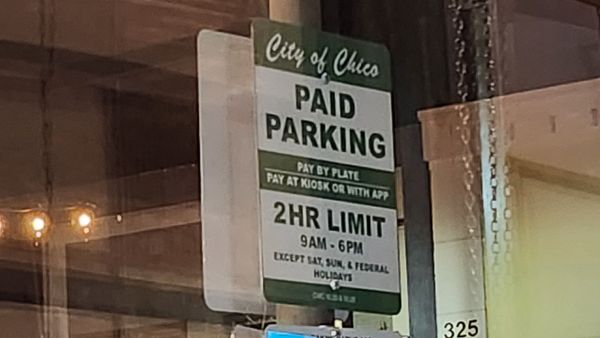 City of Chico
PAID
PARKING
PAY BY PLATE
PAY AT KIOSK OR WITH APP
2HR LIMIT
9AM - 6PM
EXCEPT SAT, SUN, & FEDERAL
HOLIDAYS
325